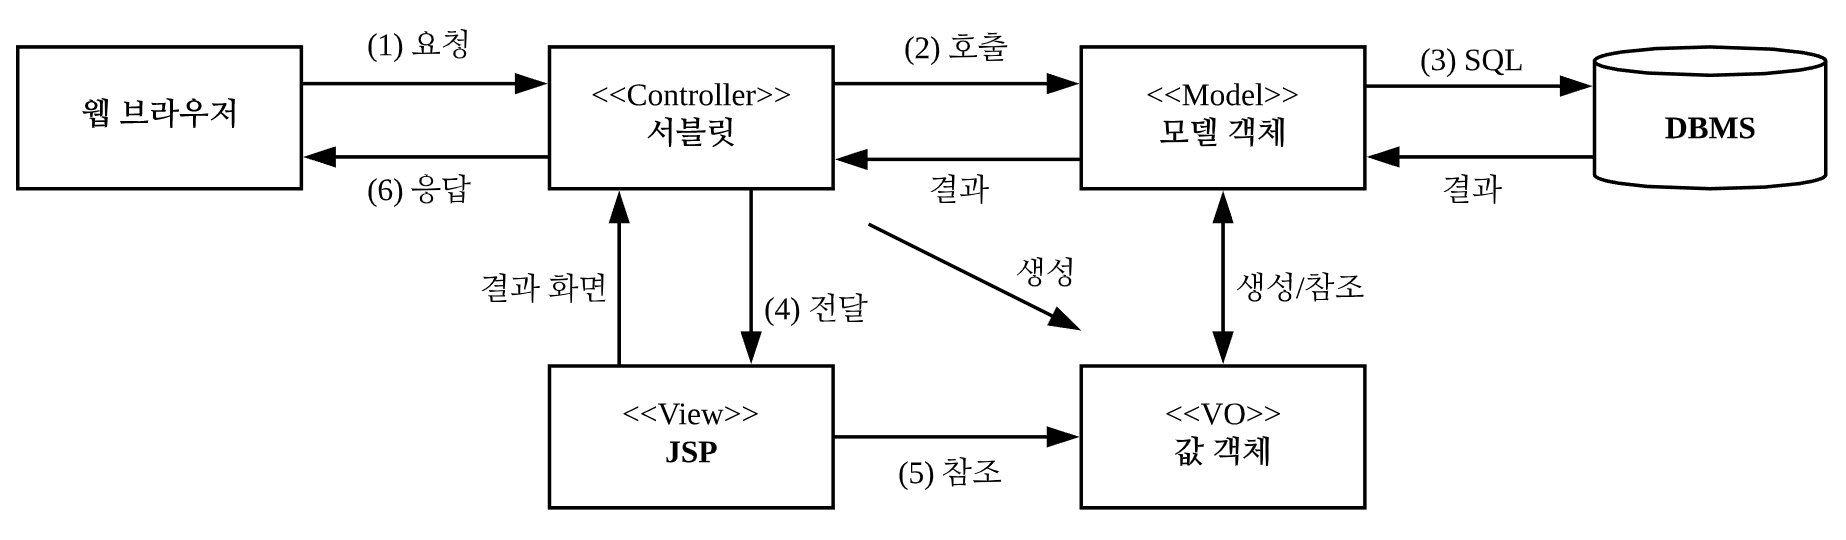 (1) 요청
(2) 호출
(3) SQL
웹 브라우저
<<Controller>>
서블릿
<<Model>>
모델 객체
DBMS
(6) 응답
결과
결과
결과 화면
(4) 전달
생성
생성/참조
<<View>>
JSP
(5) 참조
<<VO>>
값 객체